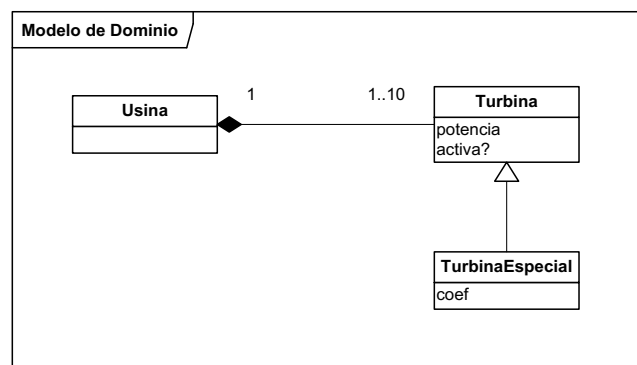 Modelo de Dominio
Usina
1
1..10
Turbina
potencia
activa?
TurbinaEspecial
coef